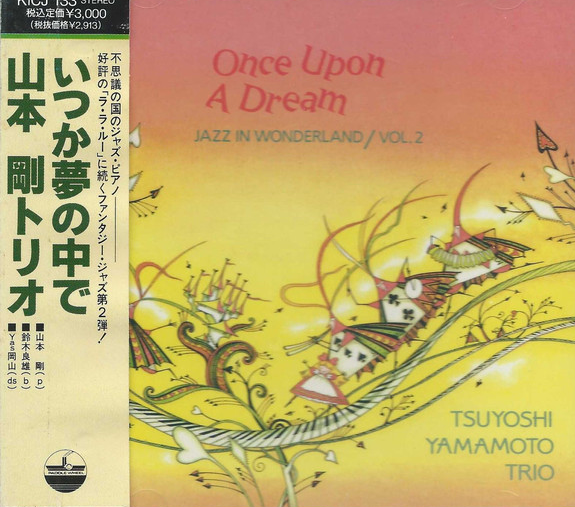 KICJ 133 STEREO
税込定価¥3,000
(税抜価格¥2,913)
不思議の国のジャズ・ピアノ——
好評の「ラ・ラ・ルー」に続くファンタジー・ジャズ第2弾!
いつか夢の中で
山本 剛トリオ
■山本 剛(p)
■鈴木良雄(b)
■Yas岡山(ds)
PADDLE WHEEL
Once Upon
A Dream
JAZZ IN WONDERLAND/VOL.2
TSUYOSHI
YAMAMOTO
TRIO